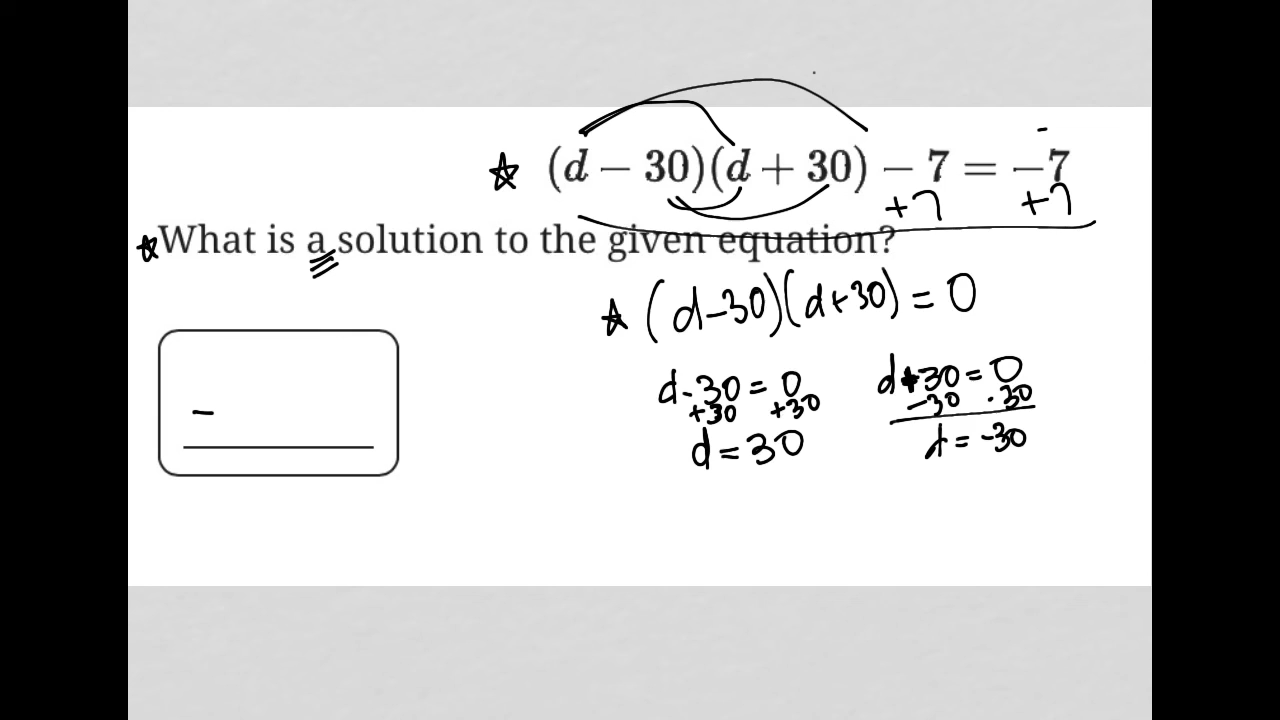 (d − 30)(d + 30) − 7 = −7
+7 +7
What is a solution to the given equation?
(d-30)(d+30) = 0
d-30 = 0
+30 +30
d = 30
d+30 = 0
-30 -30
d = -30